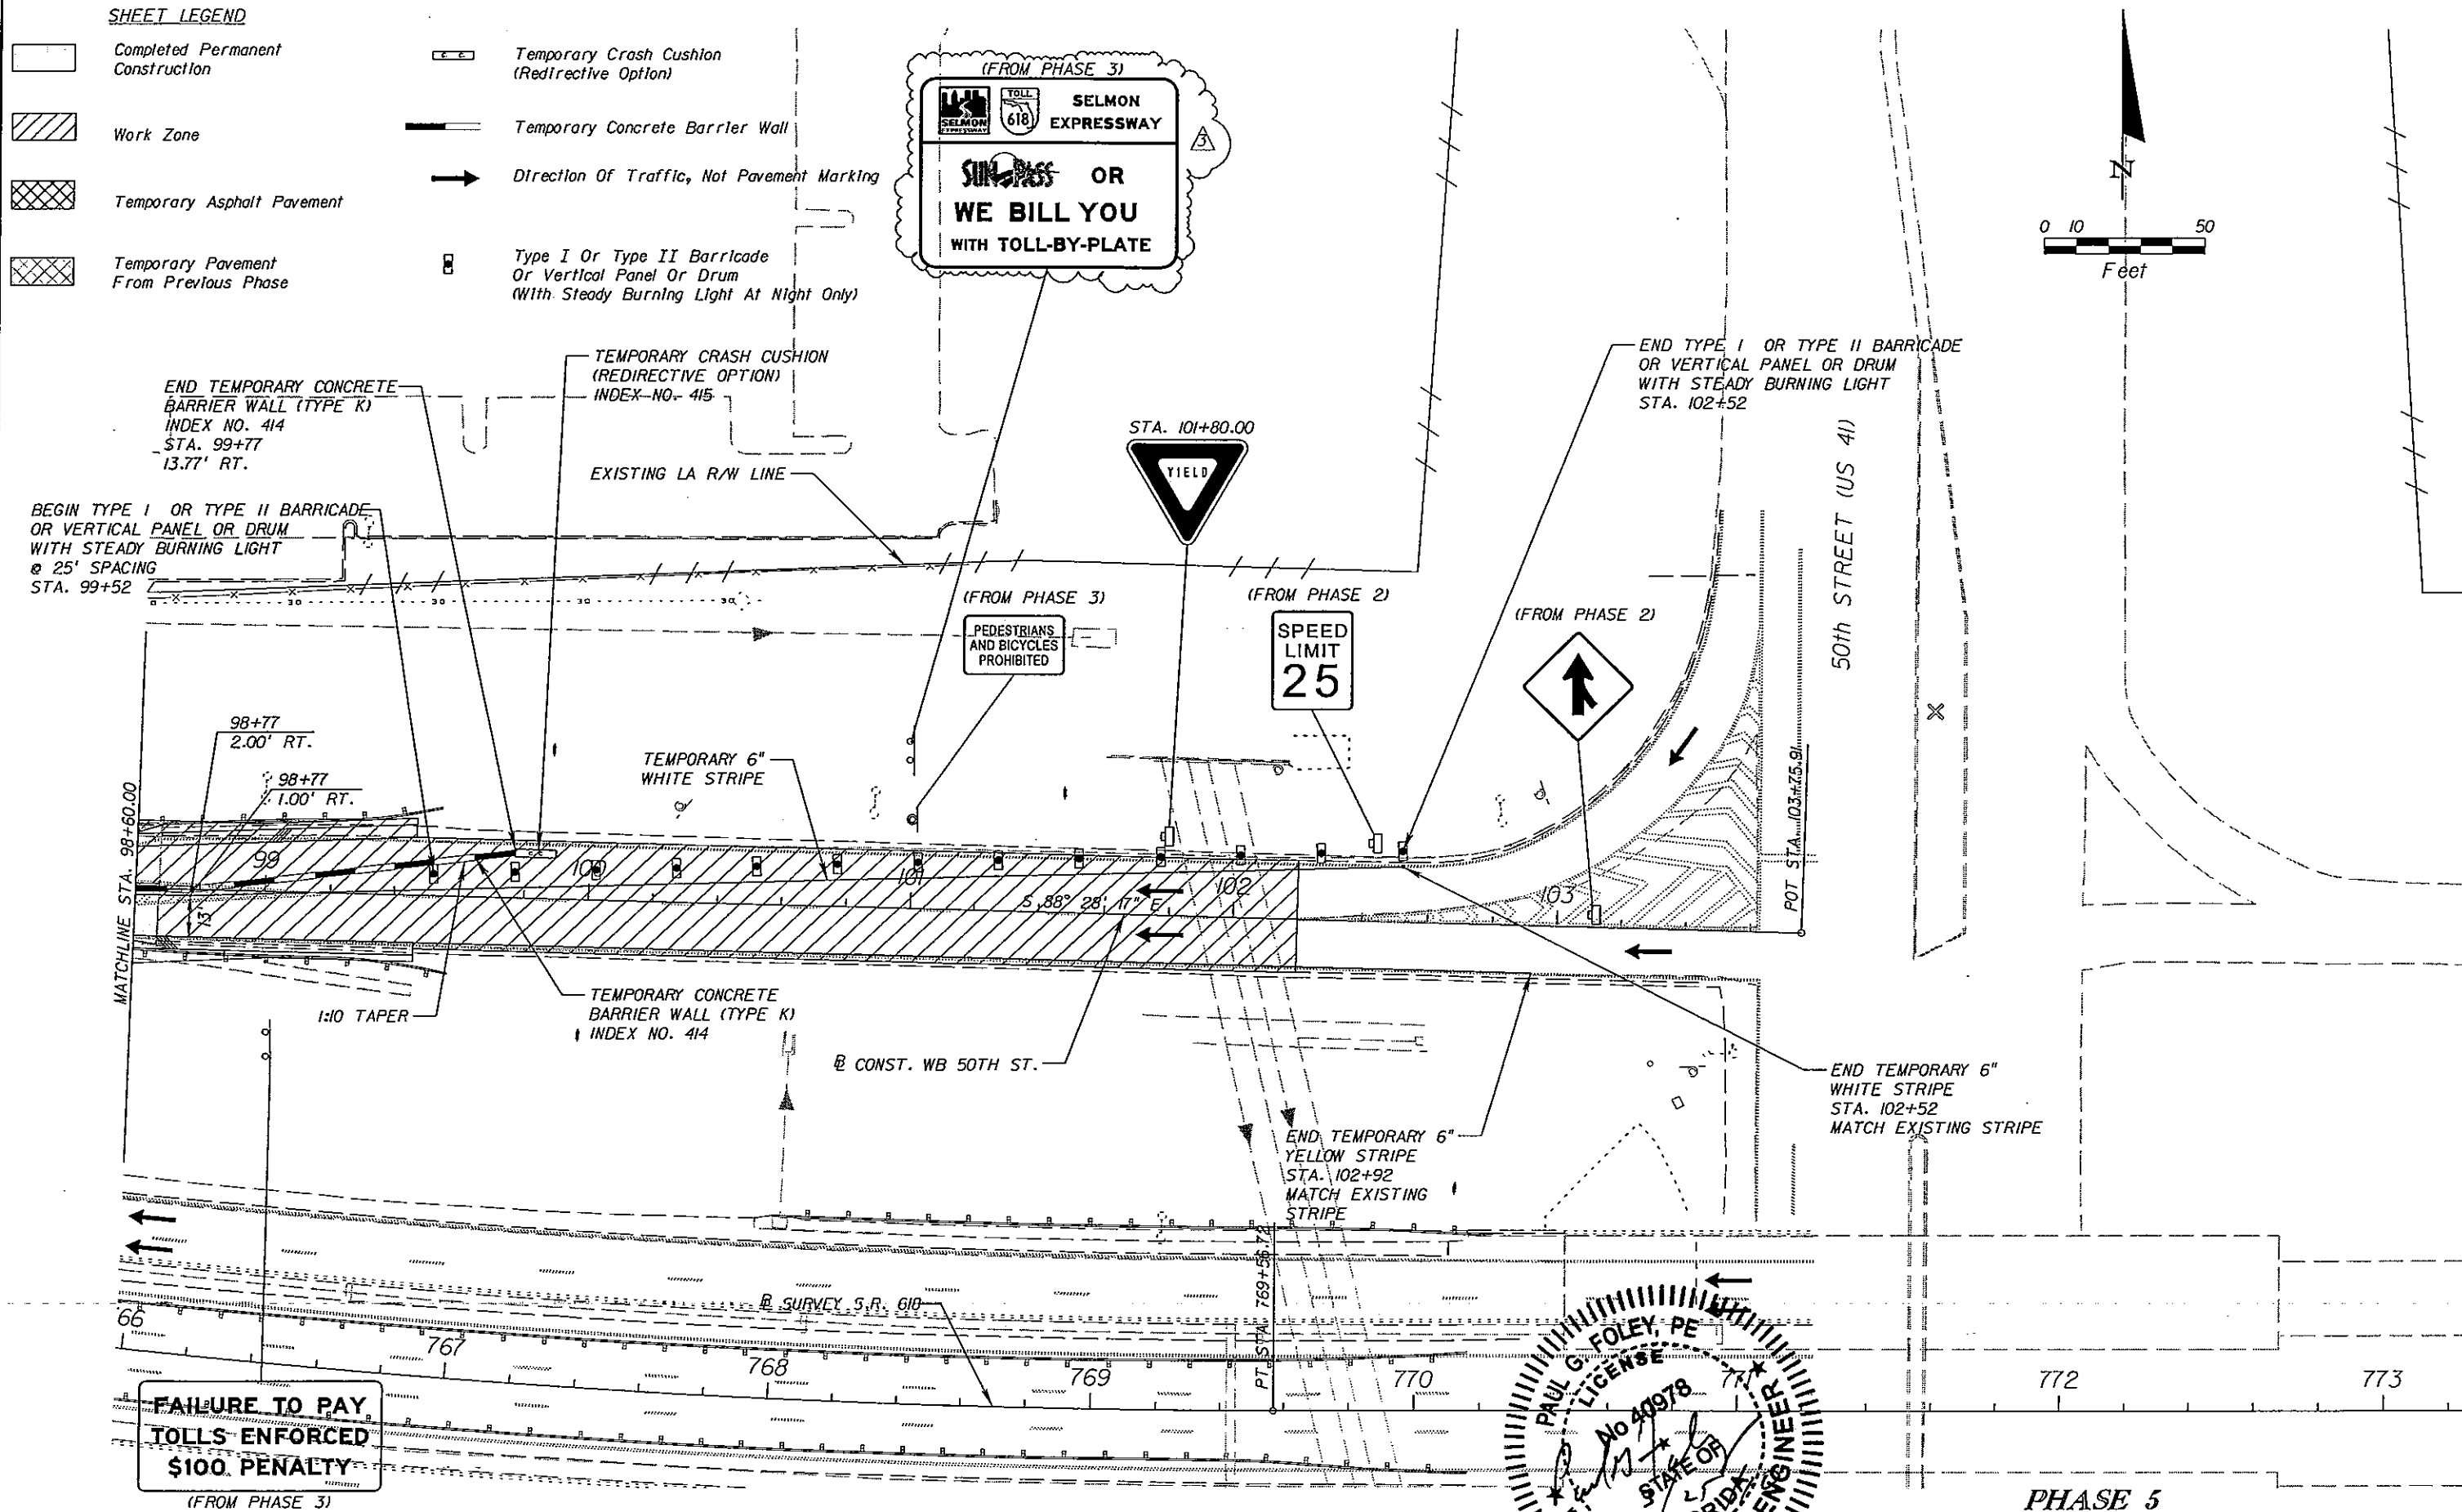 SHEET LEGEND
Completed Permanent
Construction
Work Zone
Temporary Asphalt Pavement
Temporary Pavement
From Previous Phase
Temporary Crash Cushion
(Redirective Option)
Temporary Concrete Barrier Wall
Direction Of Traffic, Not Pavement Marking
Type I Or Type II Barricade
Or Vertical Panel Or Drum
(With Steady Burning Light At Night Only)
(FROM PHASE 3)
SELMON
EXPRESSWAY
TOLL
618
SELMON
EXPRESSWAY
SUNPASS OR
WE BILL YOU
WITH TOLL-BY-PLATE
3
N
0 10 50
Feet
END TEMPORARY CONCRETE
BARRIER WALL (TYPE K)
INDEX NO. 414
STA. 99+77
13.77' RT.
TEMPORARY CRASH CUSHION
(REDIRECTIVE OPTION)
INDEX NO. 415
END TYPE I OR TYPE II BARRICADE
OR VERTICAL PANEL OR DRUM
WITH STEADY BURNING LIGHT
STA. 102+52
STA. 101+80.00
YIELD
EXISTING LA R/W LINE
BEGIN TYPE I OR TYPE II BARRICADE
OR VERTICAL PANEL OR DRUM
WITH STEADY BURNING LIGHT
@ 25' SPACING
STA. 99+52
50th STREET (US 41)
(FROM PHASE 3)
PEDESTRIANS
AND BICYCLES
PROHIBITED
(FROM PHASE 2)
SPEED
LIMIT
25
(FROM PHASE 2)
98+77
2.00' RT.
98+77
1.00' RT.
TEMPORARY 6"
WHITE STRIPE
MATCHLINE STA. 98+60.00
POT STA. 103+75.91
99
100
101
102
103
13'
S 88° 28' 17" E
1:10 TAPER
TEMPORARY CONCRETE
BARRIER WALL (TYPE K)
INDEX NO. 414
℄ CONST. WB 50TH ST.
END TEMPORARY 6"
WHITE STRIPE
STA. 102+52
MATCH EXISTING STRIPE
END TEMPORARY 6"
YELLOW STRIPE
STA. 102+92
MATCH EXISTING
STRIPE
PT STA. 769+56.72
SURVEY S.R. 618
66
767
768
769
770
772
773
FAILURE TO PAY
TOLLS ENFORCED
$100 PENALTY
(FROM PHASE 3)
PAUL G. FOLEY, PE
LICENSE
No 40978
STATE OF
ENGINEER
PHASE 5